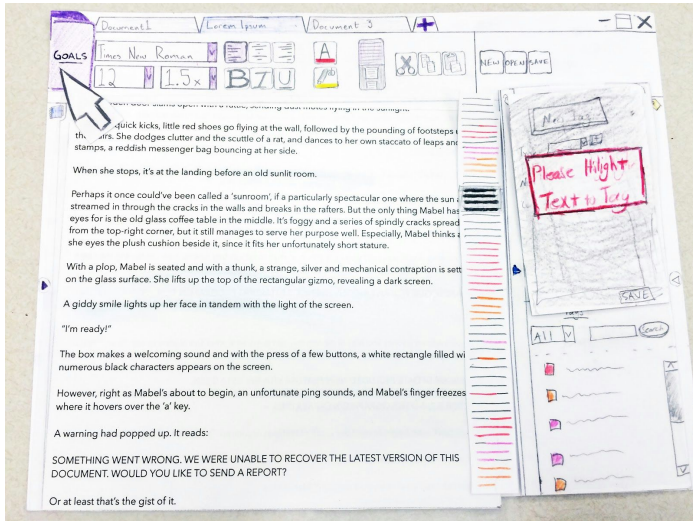 Document 1
Lorem Ipsum
Document 3
GOALS
Times New Roman
12
1.5x
B I U
A
ab
NEW OPEN SAVE
quick kicks, little red shoes go flying at the wall, followed by the pounding of footsteps
the stairs. She dodges clutter and the scuttle of a rat, and dances to her own staccato of leaps and
stamps, a reddish messenger bag bouncing at her side.
When she stops, it's at the landing before an old sunlit room.
Perhaps it once could've been called a 'sunroom', if a particularly spectacular one where the sun
streamed in through the cracks in the walls and breaks in the rafters. But the only thing Mabel has
eyes for is the old glass coffee table in the middle. It's foggy and a series of spindly cracks spread
from the top-right corner, but it still manages to serve her purpose well. Especially, Mabel thinks
she eyes the plush cushion beside it, since it fits her unfortunately short stature.
With a plop, Mabel is seated and with a thunk, a strange, silver and mechanical contraption is
on the glass surface. She lifts up the top of the rectangular gizmo, revealing a dark screen.
A giddy smile lights up her face in tandem with the light of the screen.
"I'm ready!"
The box makes a welcoming sound and with the press of a few buttons, a white rectangle filled
numerous black characters appears on the screen.
However, right as Mabel's about to begin, an unfortunate ping sounds, and Mabel's finger freezes
where it hovers over the 'a' key.
A warning had popped up. It reads:
SOMETHING WENT WRONG. WE WERE UNABLE TO RECOVER THE LATEST VERSION OF THIS
DOCUMENT. WOULD YOU LIKE TO SEND A REPORT?
Or at least that's the gist of it.
New Tag
Please Hilight
Text to Tag
SAVE
Tags
All
Search